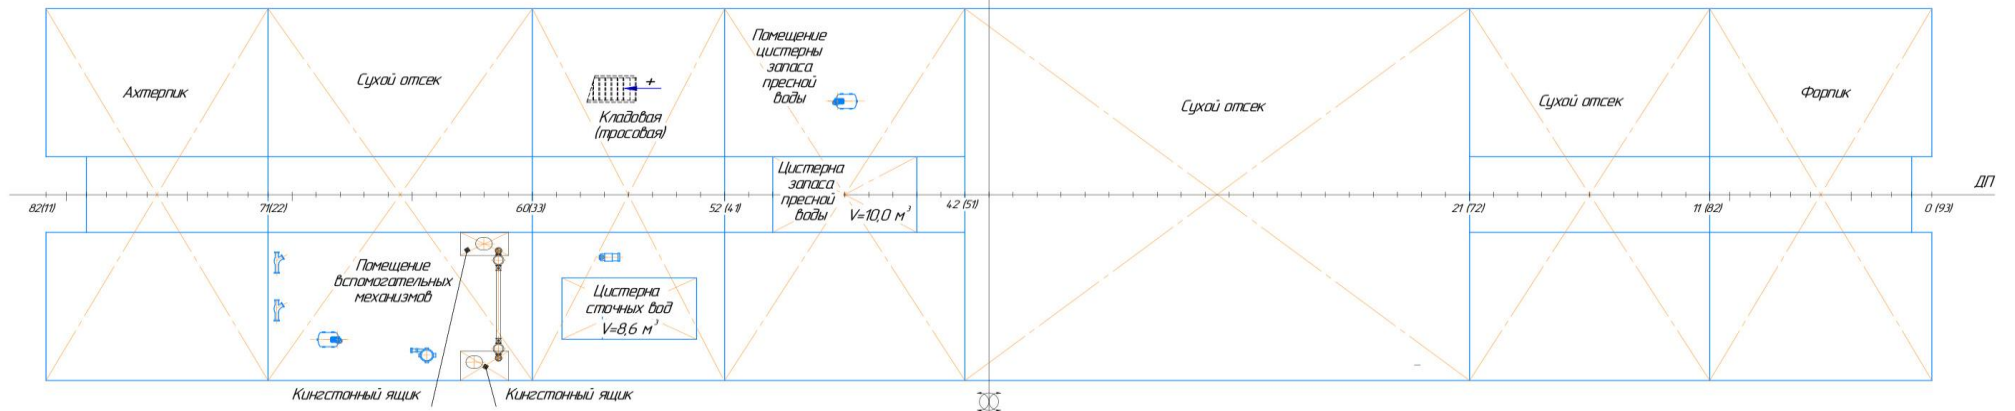 Ахтерпик
Сухой отсек
+
Кладовая
(тросовая)
Помещение
цистерны
запаса
пресной
воды
Сухой отсек
Сухой отсек
Форпик
Цистерна
запаса
пресной
воды
V=10,0 м³
ДП
82(11)
71(22)
60(33)
52 (41)
42 (51)
21 (72)
11 (82)
0 (93)
Помещение
вспомогательных
механизмов
Цистерна
сточных вод
V=8,6 м³
Кингстонный ящик
Кингстонный ящик